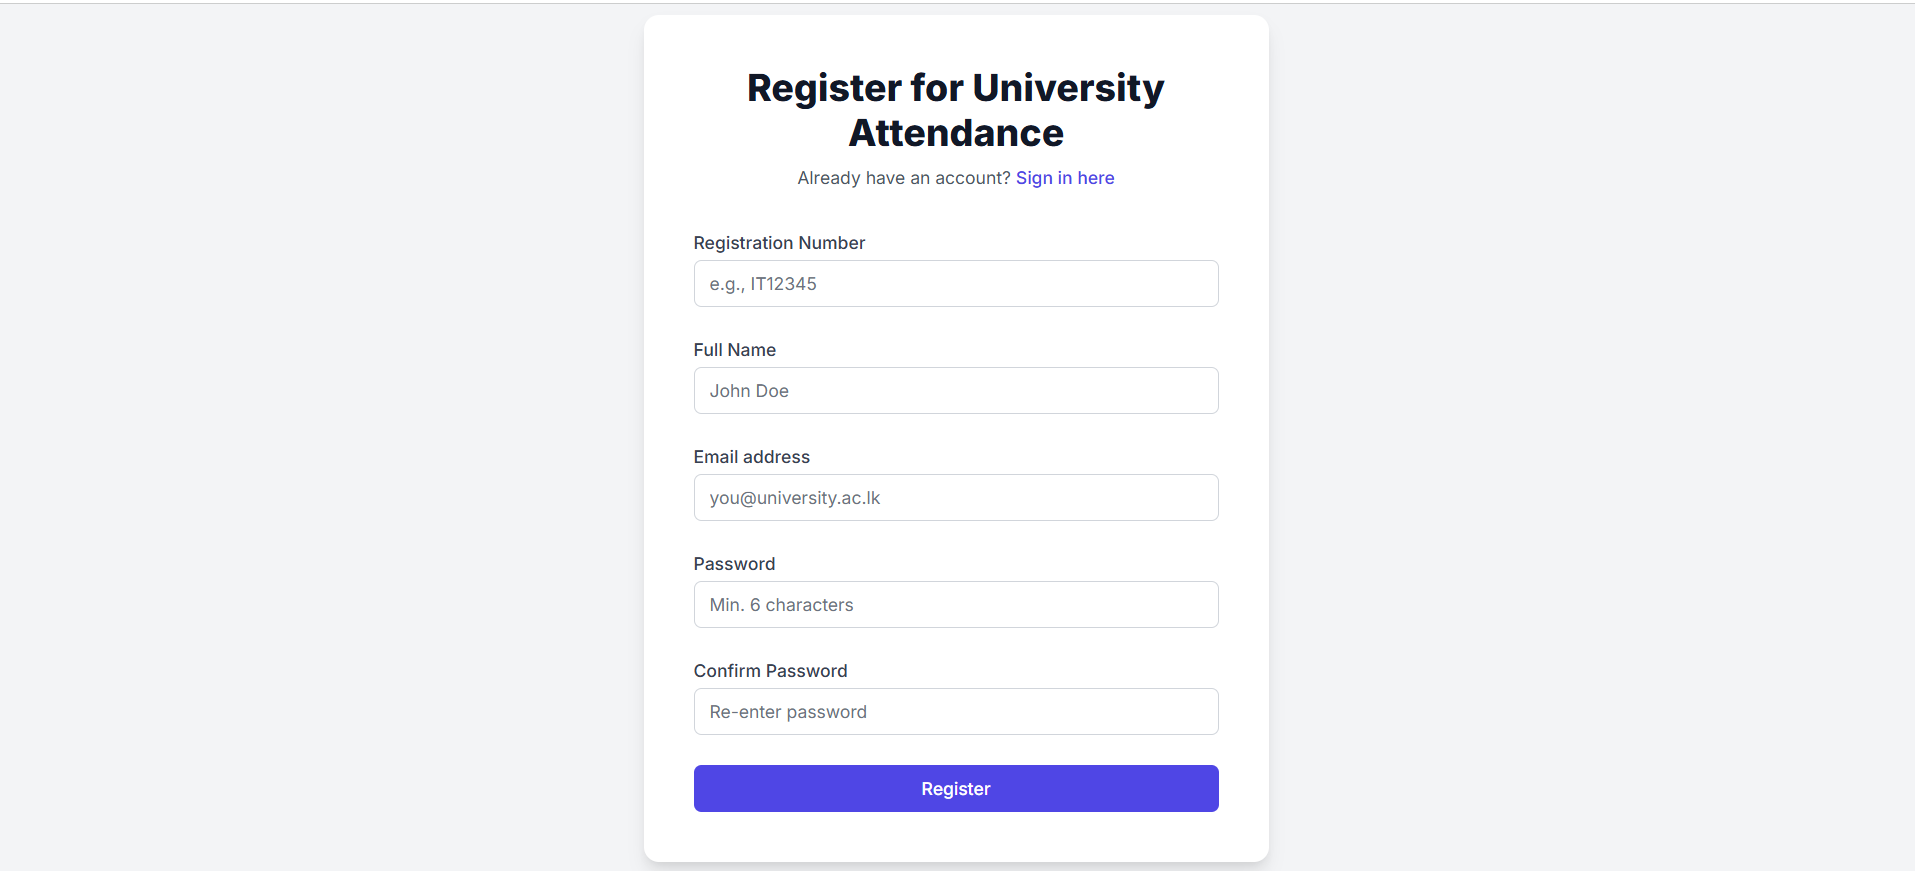 Register for University
Attendance
Already have an account? Sign in here
Registration Number
e.g., IT12345
Full Name
John Doe
Email address
you@university.ac.lk
Password
Min. 6 characters
Confirm Password
Re-enter password
Register